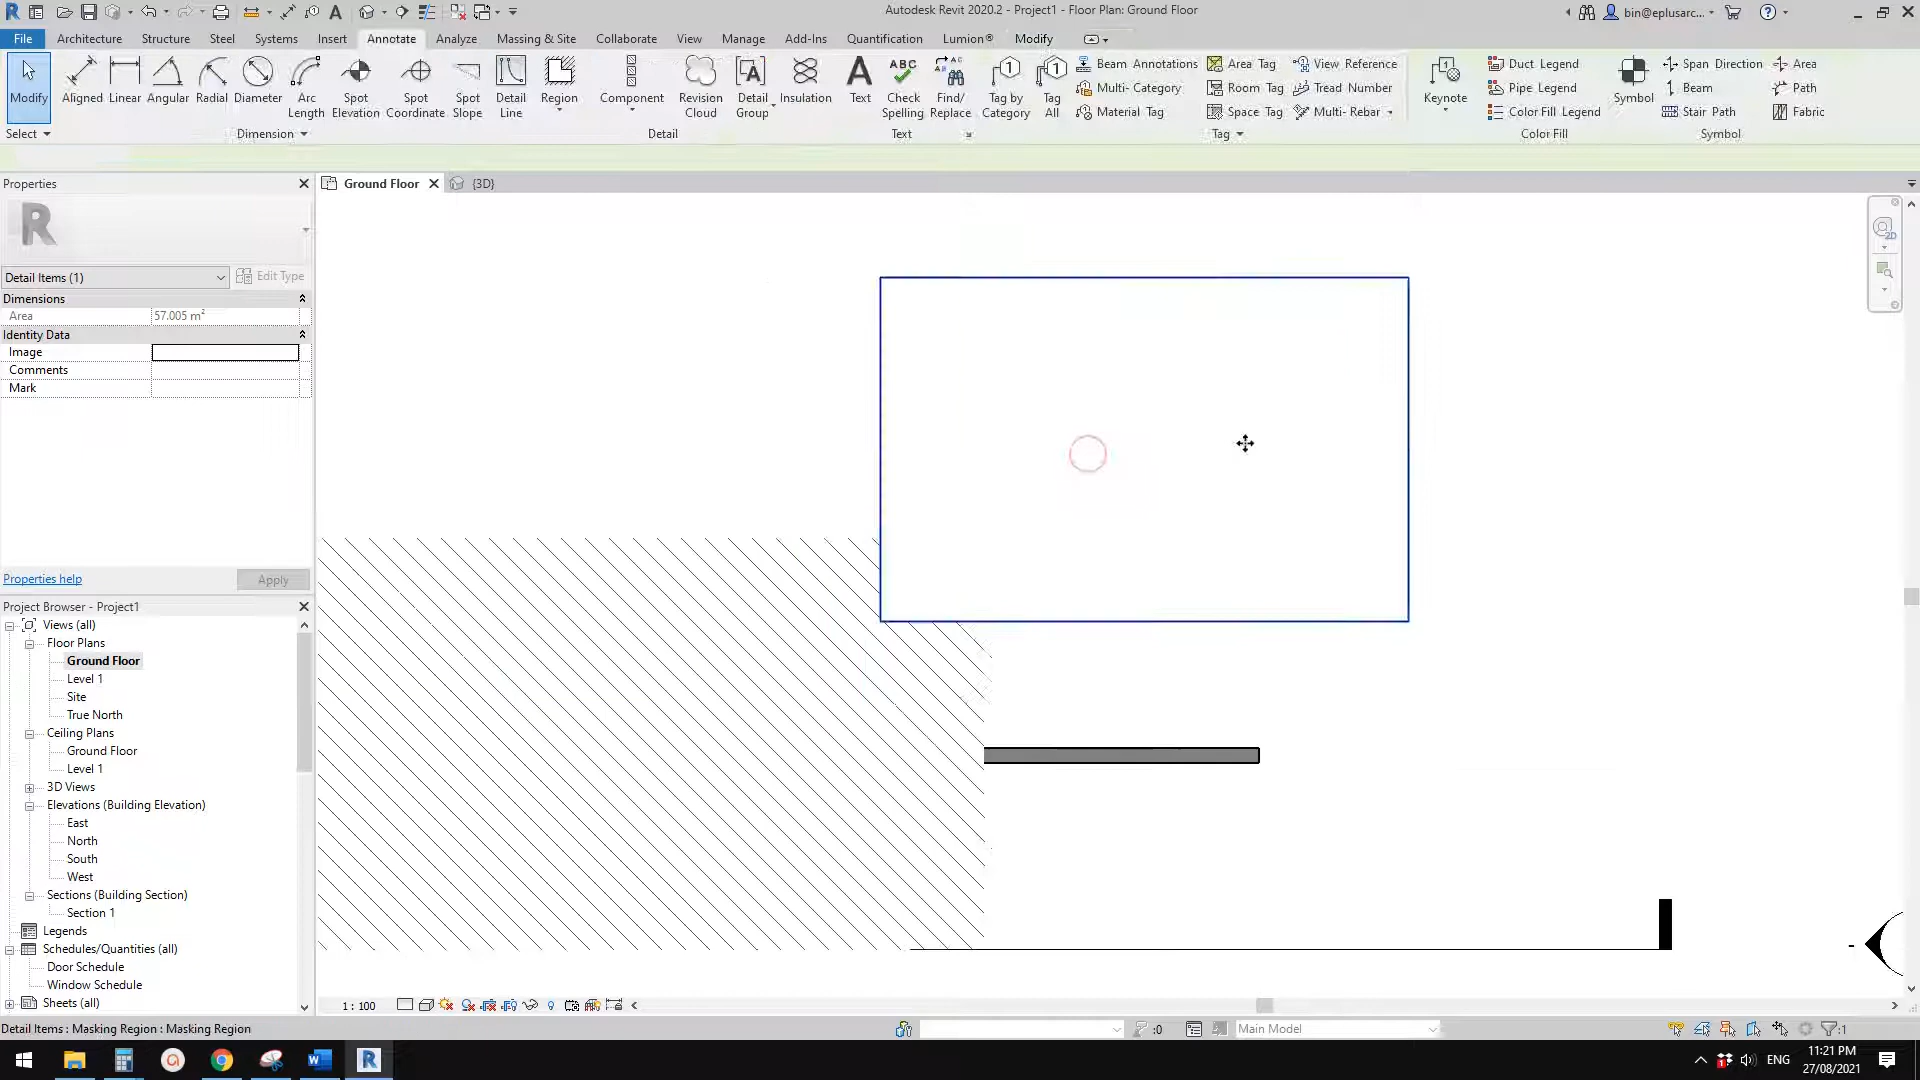 Autodesk Revit 2020.2 - Project1 - Floor Plan: Ground Floor
bin@eplusarc...
File Architecture Structure Steel Systems Insert Annotate Analyze Massing & Site Collaborate View Manage Add-Ins Quantification Lumion® Modify
Modify Aligned Linear Angular Radial Diameter Arc Length Spot Elevation Spot Coordinate Spot Slope Detail Line Region Component Revision Cloud Detail Group Insulation Text Check Spelling Find/ Replace Tag by Category Tag All
Beam Annotations Area Tag View Reference
Multi- Category Room Tag Tread Number
Material Tag Space Tag Multi- Rebar
Keynote
Duct Legend
Pipe Legend
Color Fill Legend
Symbol
Span Direction Area
Beam Path
Stair Path Fabric
Select Dimension Detail Text Tag Color Fill Symbol
Properties
Ground Floor {3D}
Detail Items (1) Edit Type
Dimensions
Area 57.005 m²
Identity Data
Image
Comments
Mark
Properties help Apply
Project Browser - Project1
Views (all)
Floor Plans
Ground Floor
Level 1
Site
True North
Ceiling Plans
Ground Floor
Level 1
3D Views
Elevations (Building Elevation)
East
North
South
West
Sections (Building Section)
Section 1
Legends
Schedules/Quantities (all)
Door Schedule
Window Schedule
Sheets (all)
1 : 100
Detail Items : Masking Region : Masking Region
:0
Main Model
:1
ENG
11:21 PM
27/08/2021